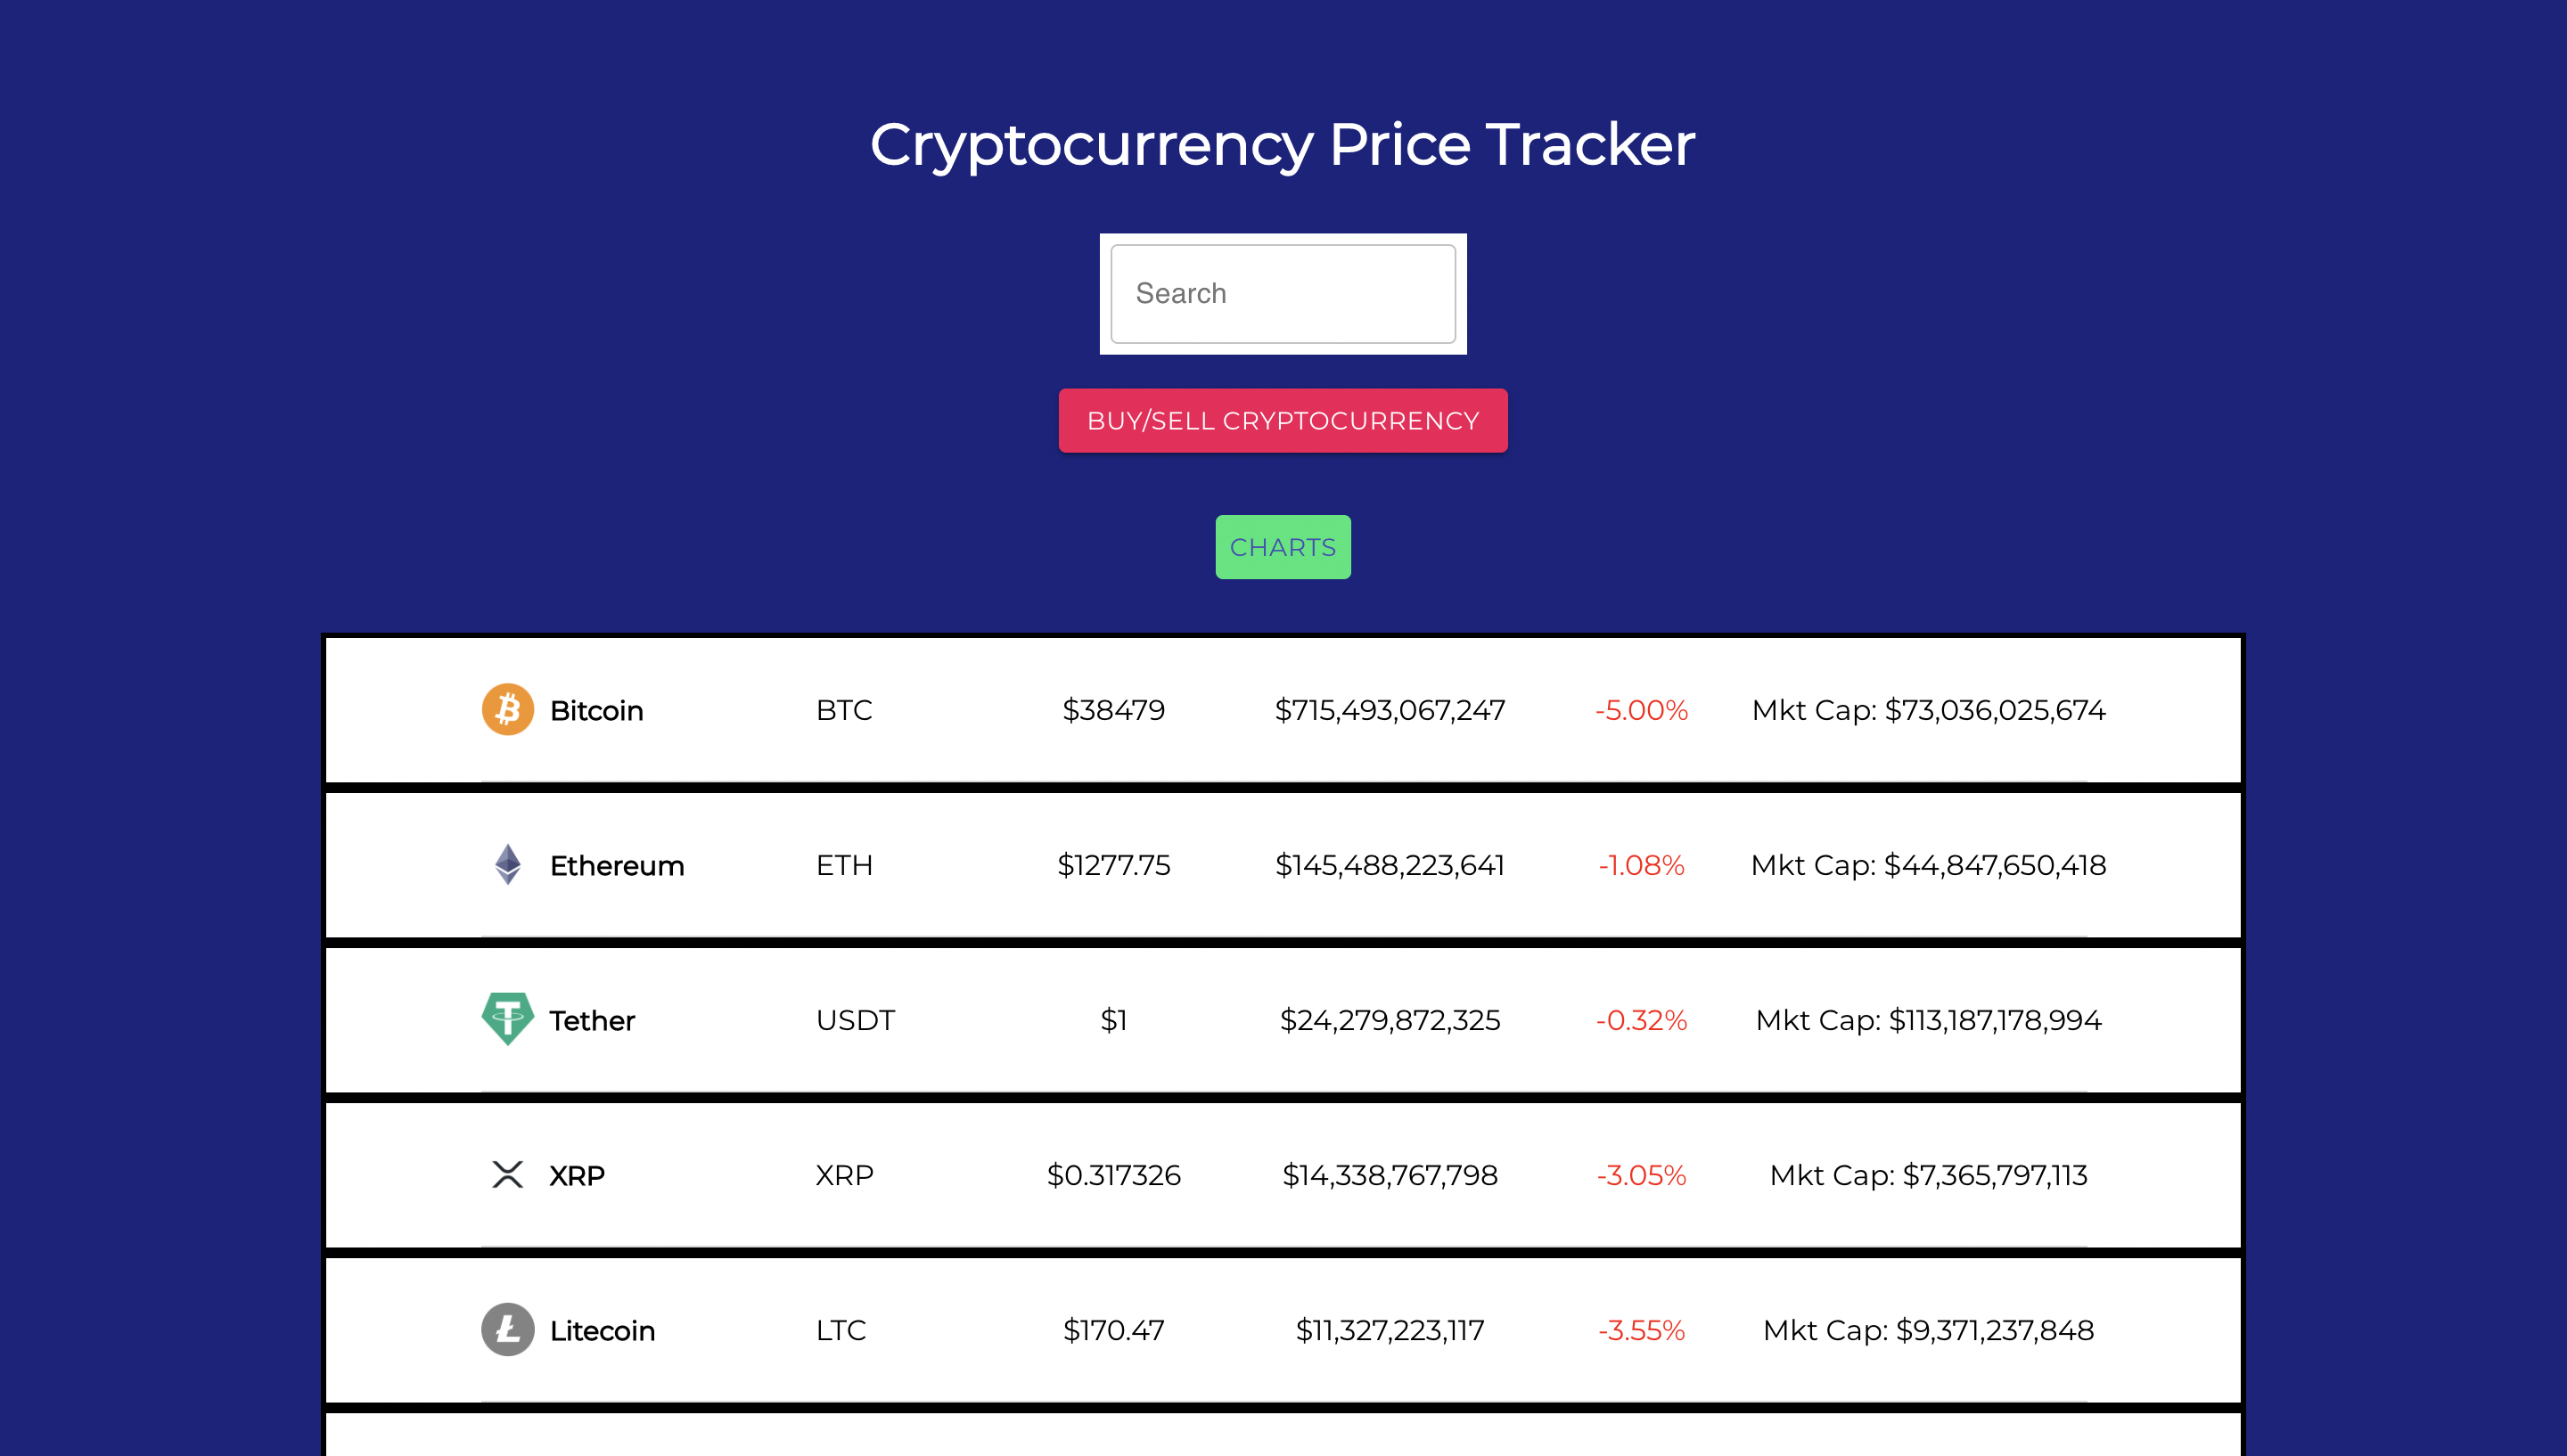 Cryptocurrency Price Tracker
Search
BUY/SELL CRYPTOCURRENCY
CHARTS
Bitcoin BTC $38479 $715,493,067,247 -5.00% Mkt Cap: $73,036,025,674
Ethereum ETH $1277.75 $145,488,223,641 -1.08% Mkt Cap: $44,847,650,418
Tether USDT $1 $24,279,872,325 -0.32% Mkt Cap: $113,187,178,994
XRP XRP $0.317326 $14,338,767,798 -3.05% Mkt Cap: $7,365,797,113
Litecoin LTC $170.47 $11,327,223,117 -3.55% Mkt Cap: $9,371,237,848